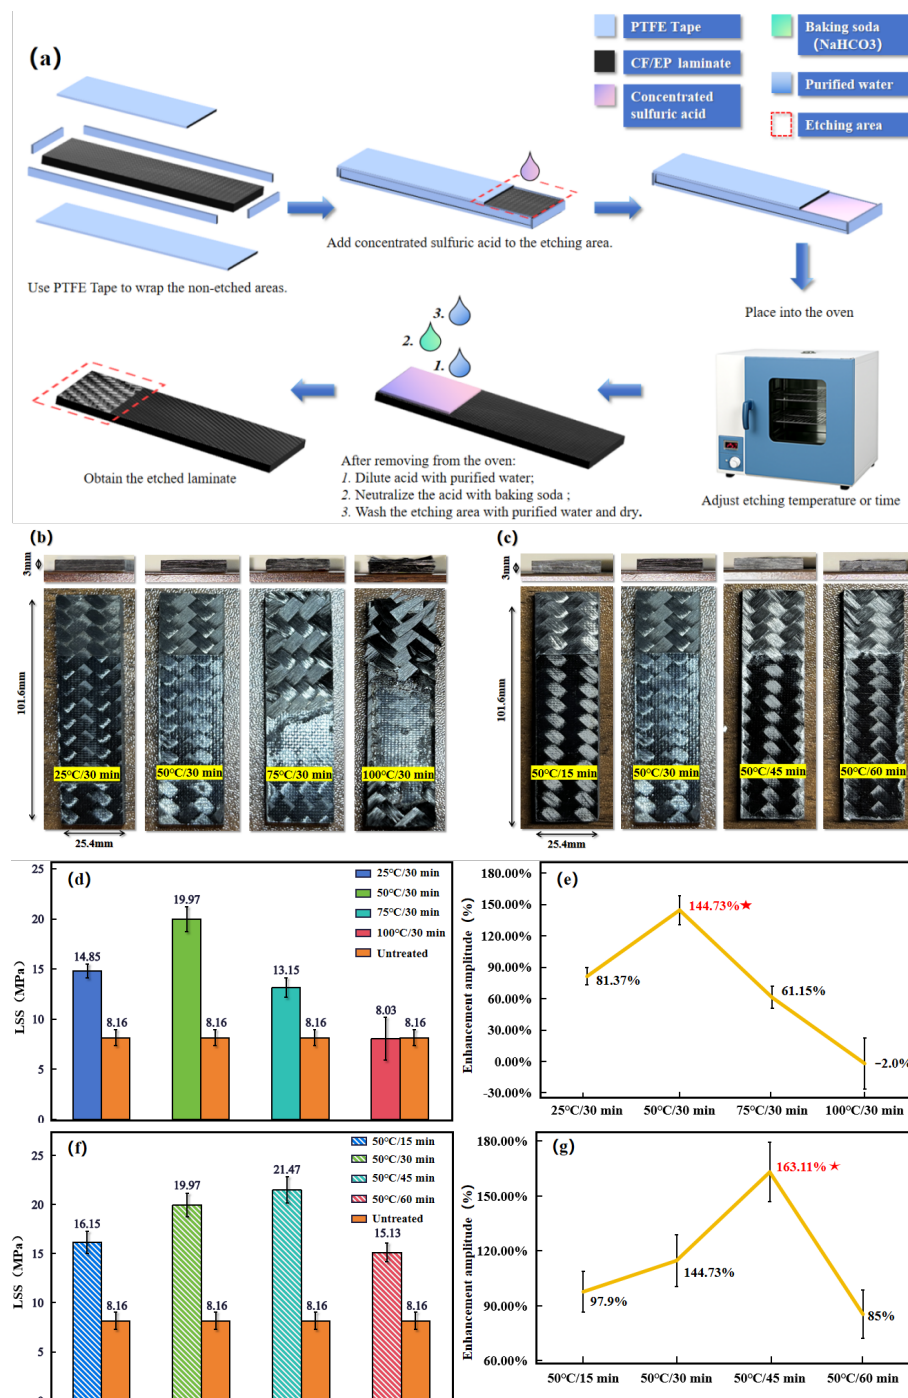 (a)
PTFE Tape
CF/EP laminate
Concentrated
sulfuric acid
Baking soda
(NaHCO3)
Purified water
Etching area
Use PTFE Tape to wrap the non-etched areas.
Add concentrated sulfuric acid to the etching area.
Place into the oven
Adjust etching temperature or time
3.
2.
1.
After removing from the oven:
1. Dilute acid with purified water;
2. Neutralize the acid with baking soda ;
3. Wash the etching area with purified water and dry.
Obtain the etched laminate
(b)
3mm
101.6mm
25°C/30 min
50°C/30 min
75°C/30 min
100°C/30 min
25.4mm
(c)
3mm
101.6mm
50°C/15 min
50°C/30 min
50°C/45 min
50°C/60 min
25.4mm
(d)
LSS (MPa)
25
20
15
10
5
0
14.85
8.16
19.97
8.16
13.15
8.16
8.03
8.16
25°C/30 min
50°C/30 min
75°C/30 min
100°C/30 min
Untreated
(e)
Enhancement amplitude (%)
180.00%
150.00%
120.00%
90.00%
60.00%
30.00%
0.00%
-30.00%
81.37%
144.73%★
61.15%
-2.0%
25°C/30 min
50°C/30 min
75°C/30 min
100°C/30 min
(f)
LSS (MPa)
25
20
15
10
5
16.15
8.16
19.97
8.16
21.47
8.16
15.13
8.16
50°C/15 min
50°C/30 min
50°C/45 min
50°C/60 min
Untreated
(g)
Enhancement amplitude (%)
180.00%
150.00%
120.00%
90.00%
60.00%
97.9%
144.73%
163.11% ★
85%
50°C/15 min
50°C/30 min
50°C/45 min
50°C/60 min